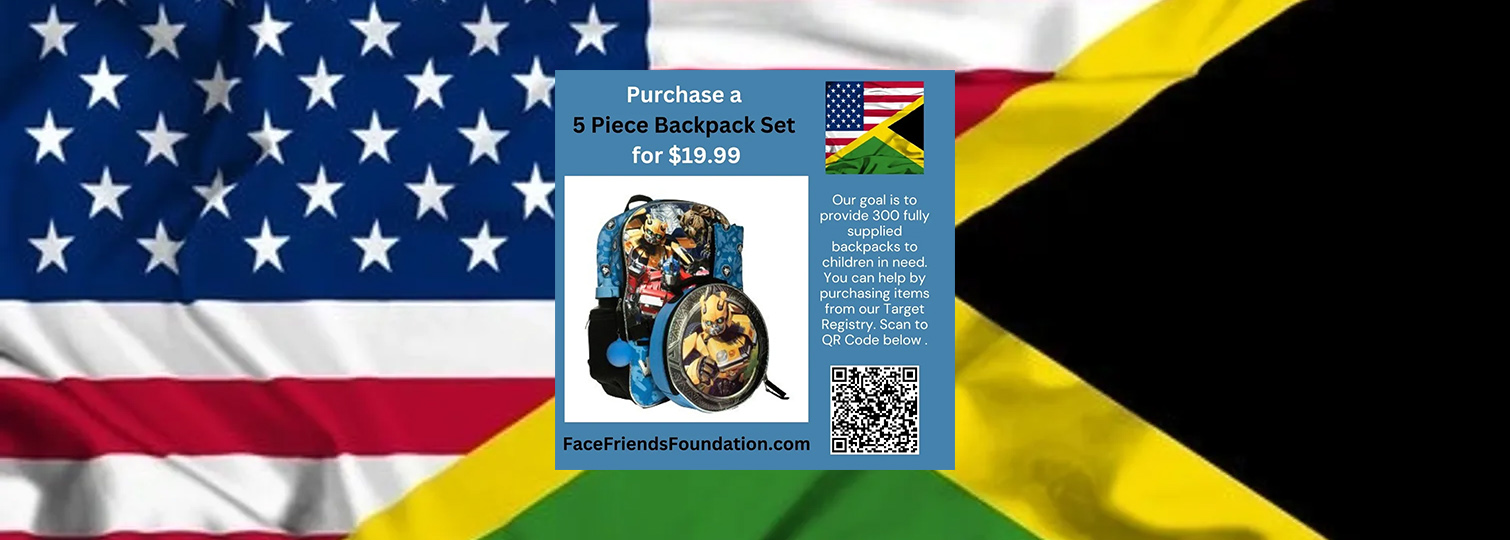 Purchase a
5 Piece Backpack Set
for $19.99
Our goal is to
provide 300 fully
supplied
backpacks to
children in need.
You can help by
purchasing items
from our Target
Registry. Scan to
QR Code below .
FaceFriendsFoundation.com